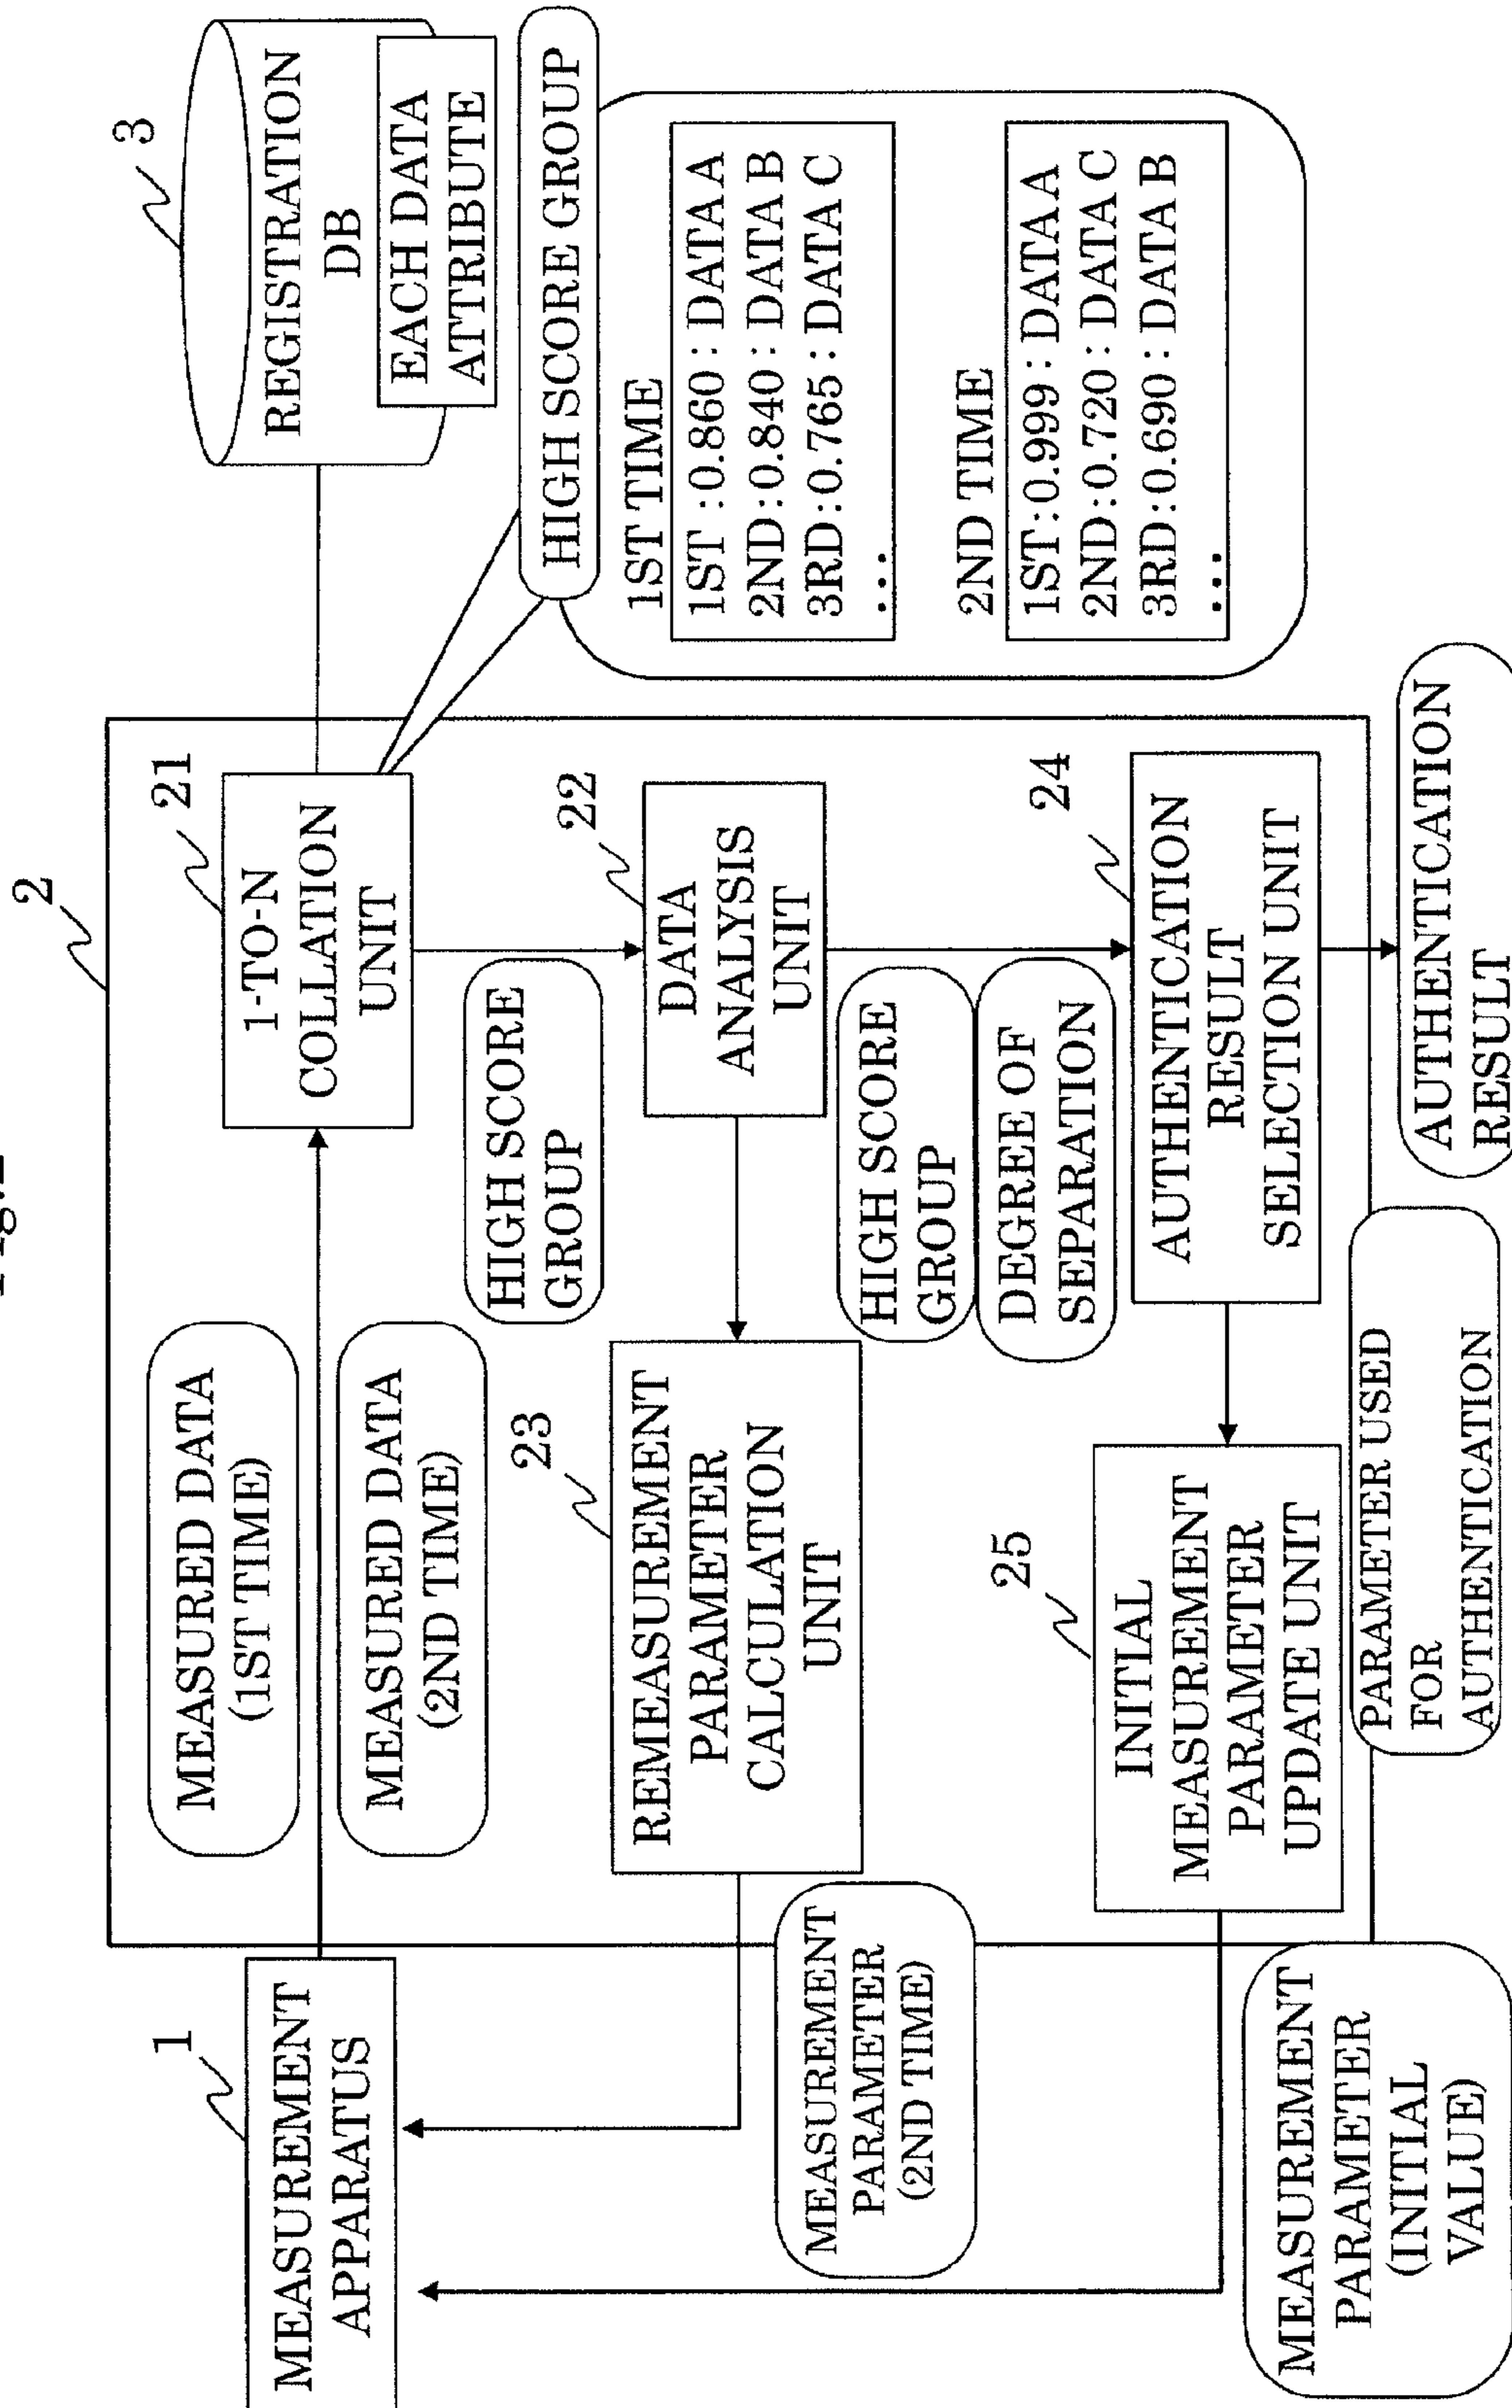 Fig.2
2
1
MEASUREMENT
APPARATUS
MEASURED DATA
(1ST TIME)
MEASURED DATA
(2ND TIME)
21
1-TO-N
COLLATION
UNIT
3
REGISTRATION
DB
EACH DATA
ATTRIBUTE
HIGH SCORE GROUP
1ST TIME
1ST :0.860 : DATA A
2ND:0.840 : DATA B
3RD:0.765 : DATA C
...
2ND TIME
1ST:0.999 : DATA A
2ND:0.720 : DATA C
3RD:0.690 : DATA B
...
HIGH SCORE
GROUP
22
DATA
ANALYSIS
UNIT
23
REMEASUREMENT
PARAMETER
CALCULATION
UNIT
MEASUREMENT
PARAMETER
(2ND TIME)
HIGH SCORE
GROUP
DEGREE OF
SEPARATION
24
AUTHENTICATION
RESULT
SELECTION UNIT
25
INITIAL
MEASUREMENT
PARAMETER
UPDATE UNIT
MEASUREMENT
PARAMETER
(INITIAL
VALUE)
PARAMETER USED
FOR
AUTHENTICATION
AUTHENTICATION
RESULT